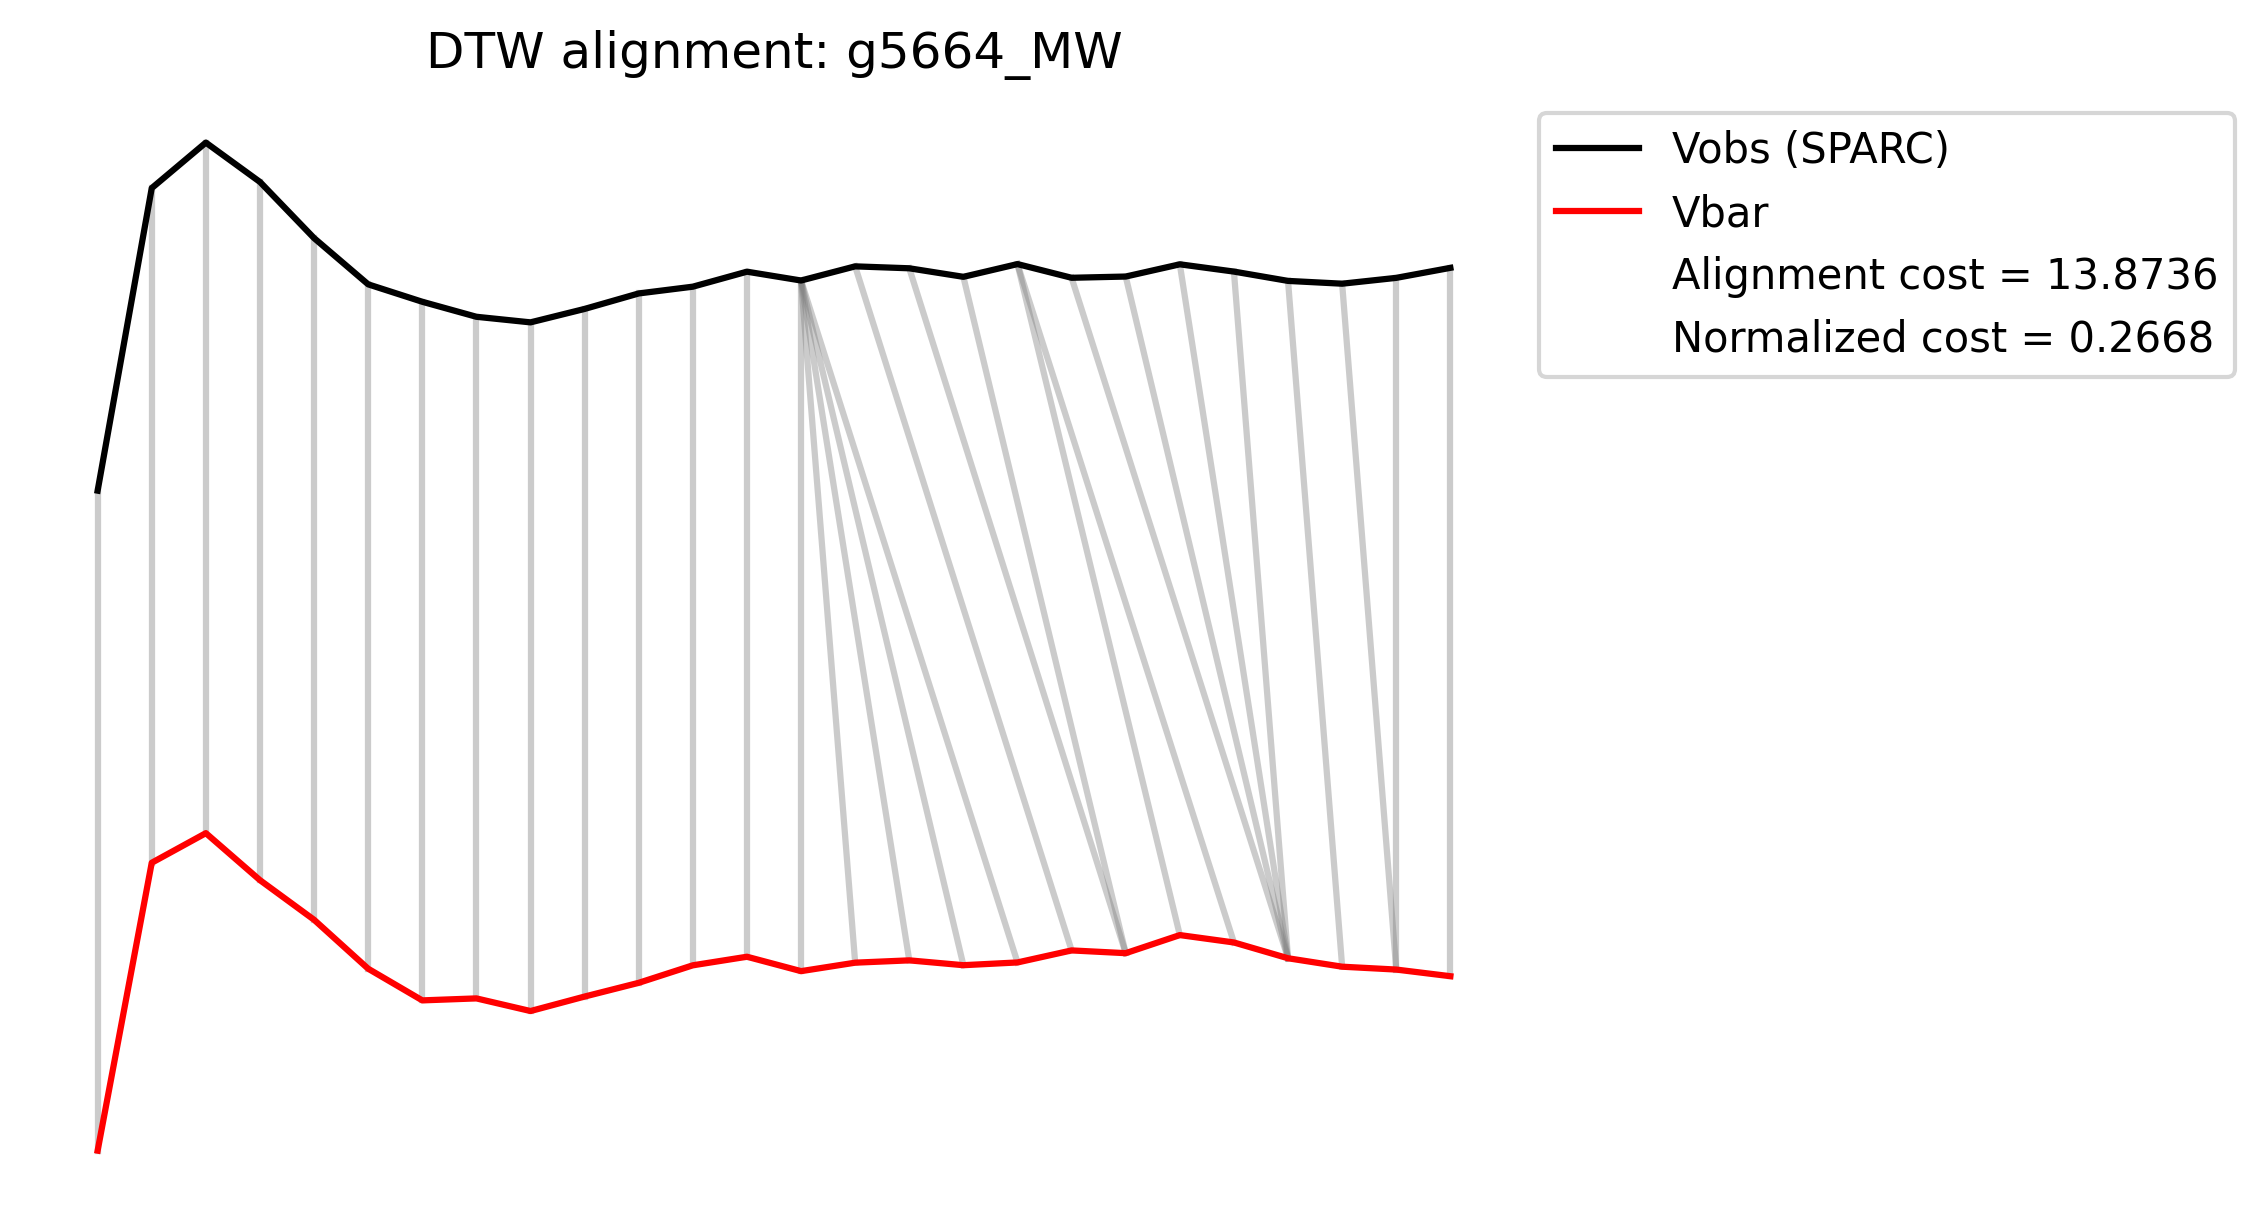 DTW alignment: g5664_MW
Vobs (SPARC)
Vbar
Alignment cost = 13.8736
Normalized cost = 0.2668